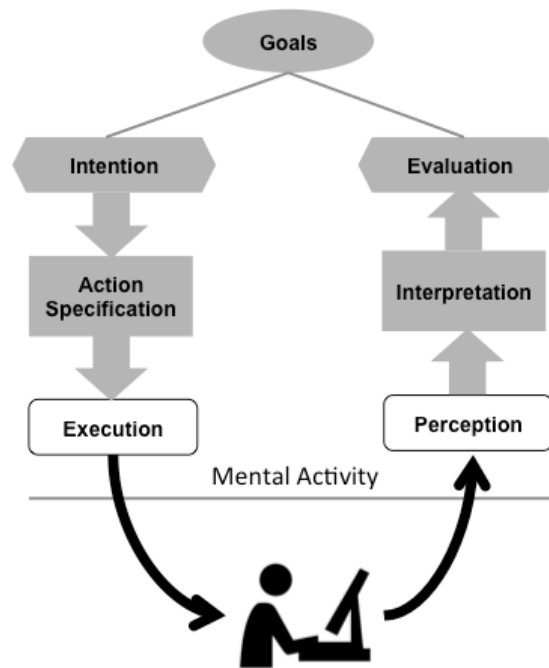 Goals
Intention
Evaluation
Action
Specification
Interpretation
Execution
Perception
Mental Activity